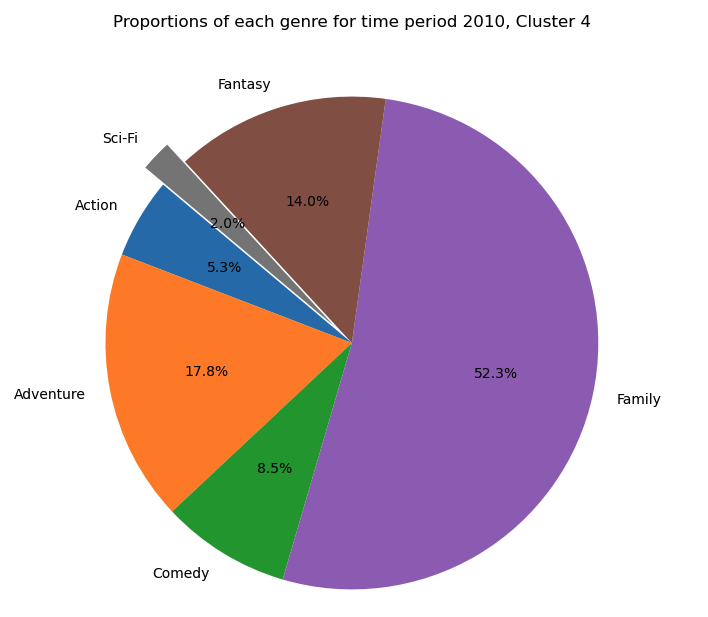 Proportions of each genre for time period 2010, Cluster 4
Fantasy
Sci-Fi
Action
14.0%
2.0%
5.3%
17.8%
52.3%
Adventure
Family
8.5%
Comedy